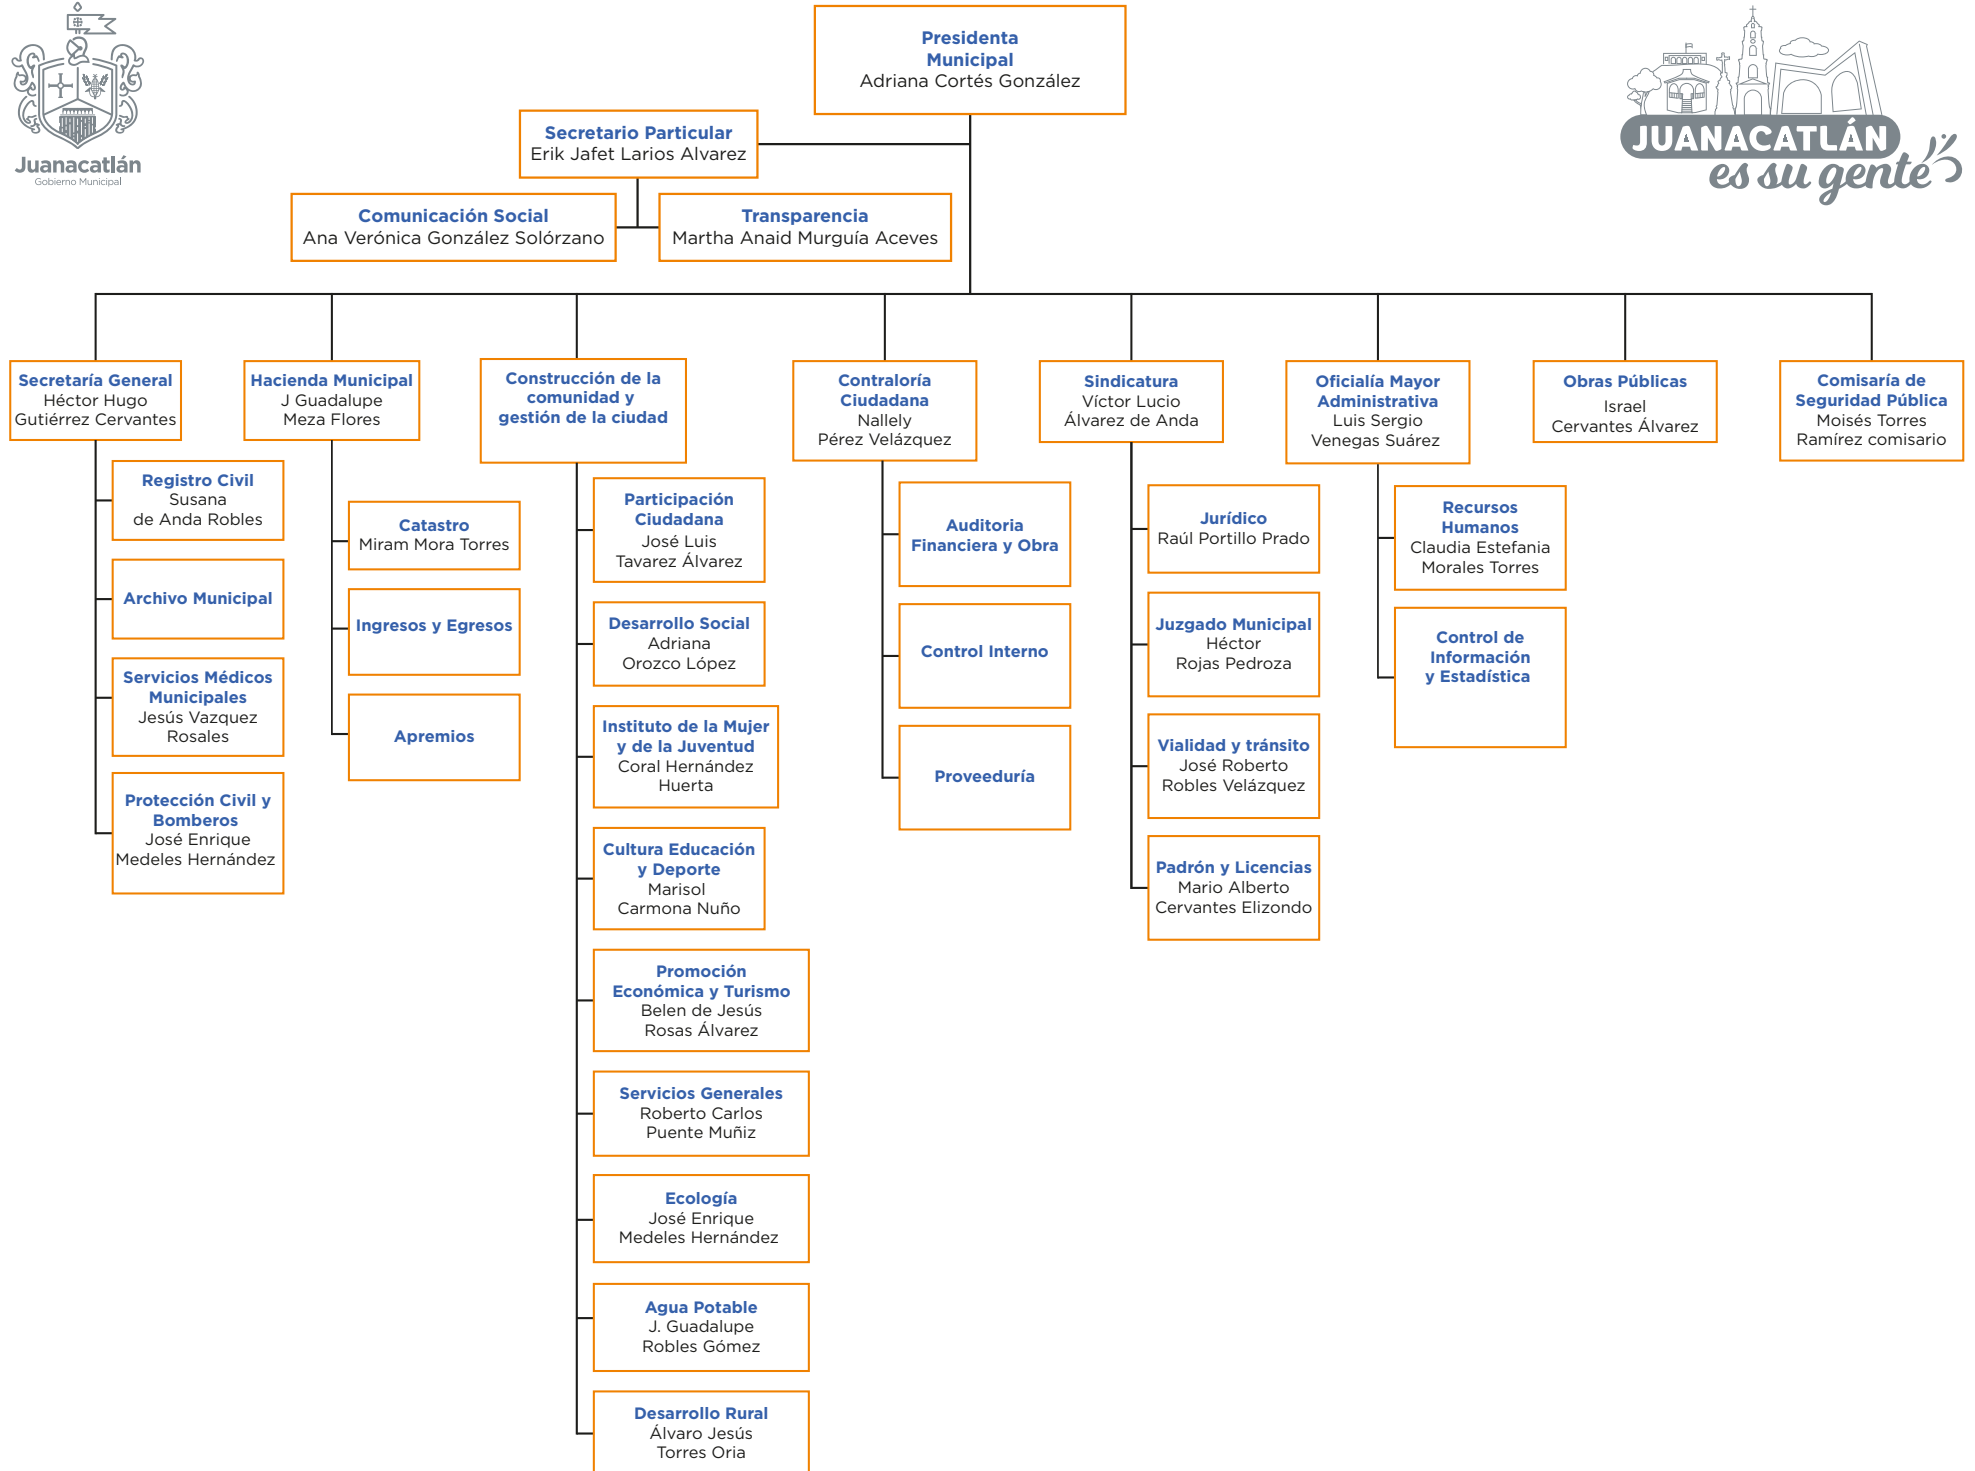 Juanacatlán
Gobierno Municipal
Presidenta
Municipal
Adriana Cortés González
JUANACATLÁN
es su gente
Secretario Particular
Erik Jafet Larios Alvarez
Comunicación Social
Ana Verónica González Solórzano
Transparencia
Martha Anaid Murguía Aceves
Secretaría General
Héctor Hugo
Gutiérrez Cervantes
Registro Civil
Susana
de Anda Robles
Archivo Municipal
Servicios Médicos
Municipales
Jesús Vazquez
Rosales
Protección Civil y
Bomberos
José Enrique
Medeles Hernández
Hacienda Municipal
J Guadalupe
Meza Flores
Catastro
Miram Mora Torres
Ingresos y Egresos
Apremios
Construcción de la
comunidad y
gestión de la ciudad
Participación
Ciudadana
José Luis
Tavarez Álvarez
Desarrollo Social
Adriana
Orozco López
Instituto de la Mujer
y de la Juventud
Coral Hernández
Huerta
Cultura Educación
y Deporte
Marisol
Carmona Nuño
Promoción
Económica y Turismo
Belen de Jesús
Rosas Álvarez
Servicios Generales
Roberto Carlos
Puente Muñiz
Ecología
José Enrique
Medeles Hernández
Agua Potable
J. Guadalupe
Robles Gómez
Desarrollo Rural
Álvaro Jesús
Torres Oria
Contraloría
Ciudadana
Nallely
Pérez Velázquez
Auditoria
Financiera y Obra
Control Interno
Proveeduría
Sindicatura
Víctor Lucio
Álvarez de Anda
Jurídico
Raúl Portillo Prado
Juzgado Municipal
Héctor
Rojas Pedroza
Vialidad y tránsito
José Roberto
Robles Velázquez
Padrón y Licencias
Mario Alberto
Cervantes Elizondo
Oficialía Mayor
Administrativa
Luis Sergio
Venegas Suárez
Recursos
Humanos
Claudia Estefania
Morales Torres
Control de
Información
y Estadística
Obras Públicas
Israel
Cervantes Álvarez
Comisaría de
Seguridad Pública
Moisés Torres
Ramírez comisario